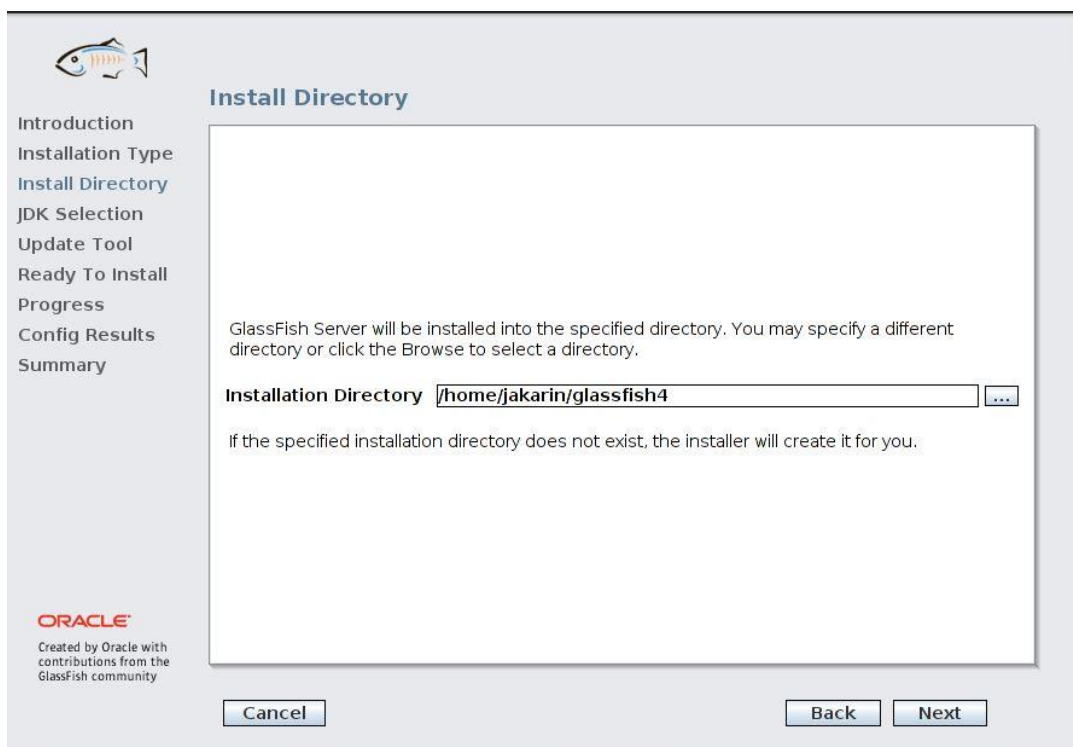 Install Directory
Introduction
Installation Type
Install Directory
JDK Selection
Update Tool
Ready To Install
Progress
Config Results
Summary
GlassFish Server will be installed into the specified directory. You may specify a different
directory or click the Browse to select a directory.
Installation Directory /home/jakarin/glassfish4 ...
If the specified installation directory does not exist, the installer will create it for you.
ORACLE
Created by Oracle with
contributions from the
GlassFish community
Cancel Back Next